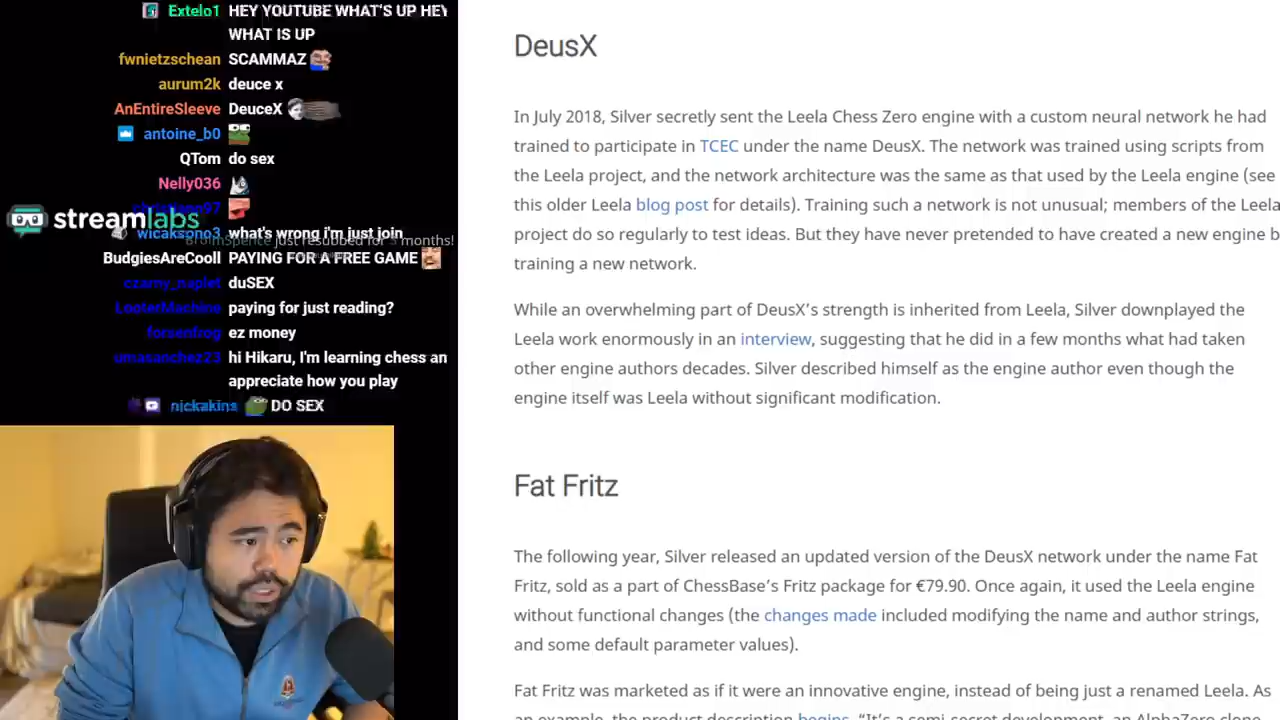 Extelo1 HEY YOUTUBE WHAT'S UP HEY
WHAT IS UP
fwnietzschean SCAMMAZ
aurum2k deuce x
AnEntireSleeve DeuceX
antoine_b0
QTom do sex
Nelly036
streamlabs
wicaksono3 what's wrong i'm just join
just resubbed for months!
BudgiesAreCooll PAYING FOR A FREE GAME
czarny_naplet duSEX
LooterMachine paying for just reading?
forsenfrog ez money
umasanchez23 hi Hikaru, I'm learning chess an
appreciate how you play
nickakins DO SEX
DeusX
In July 2018, Silver secretly sent the Leela Chess Zero engine with a custom neural network he had
trained to participate in TCEC under the name DeusX. The network was trained using scripts from
the Leela project, and the network architecture was the same as that used by the Leela engine (see
this older Leela blog post for details). Training such a network is not unusual; members of the Leela
project do so regularly to test ideas. But they have never pretended to have created a new engine b
training a new network.
While an overwhelming part of DeusX's strength is inherited from Leela, Silver downplayed the
Leela work enormously in an interview, suggesting that he did in a few months what had taken
other engine authors decades. Silver described himself as the engine author even though the
engine itself was Leela without significant modification.
Fat Fritz
The following year, Silver released an updated version of the DeusX network under the name Fat
Fritz, sold as a part of ChessBase's Fritz package for €79.90. Once again, it used the Leela engine
without functional changes (the changes made included modifying the name and author strings,
and some default parameter values).
Fat Fritz was marketed as if it were an innovative engine, instead of being just a renamed Leela. As
an example, the product description begins, "It's a semi-secret development, an AlphaZero clone